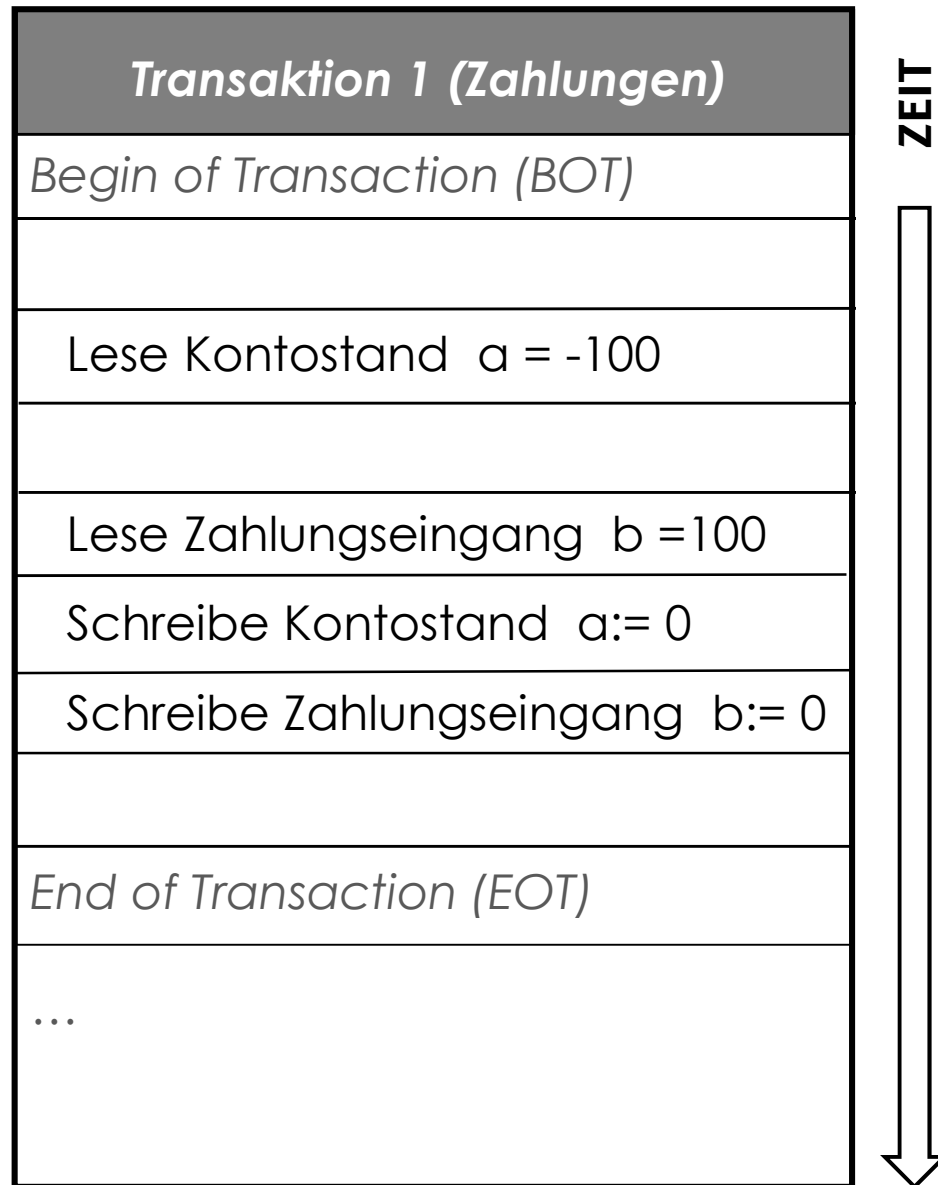 Transaktion 1 (Zahlungen)
ZEIT
Begin of Transaction (BOT)
Lese Kontostand a = -100
Lese Zahlungseingang b =100
Schreibe Kontostand a:= 0
Schreibe Zahlungseingang b:= 0
End of Transaction (EOT)
…